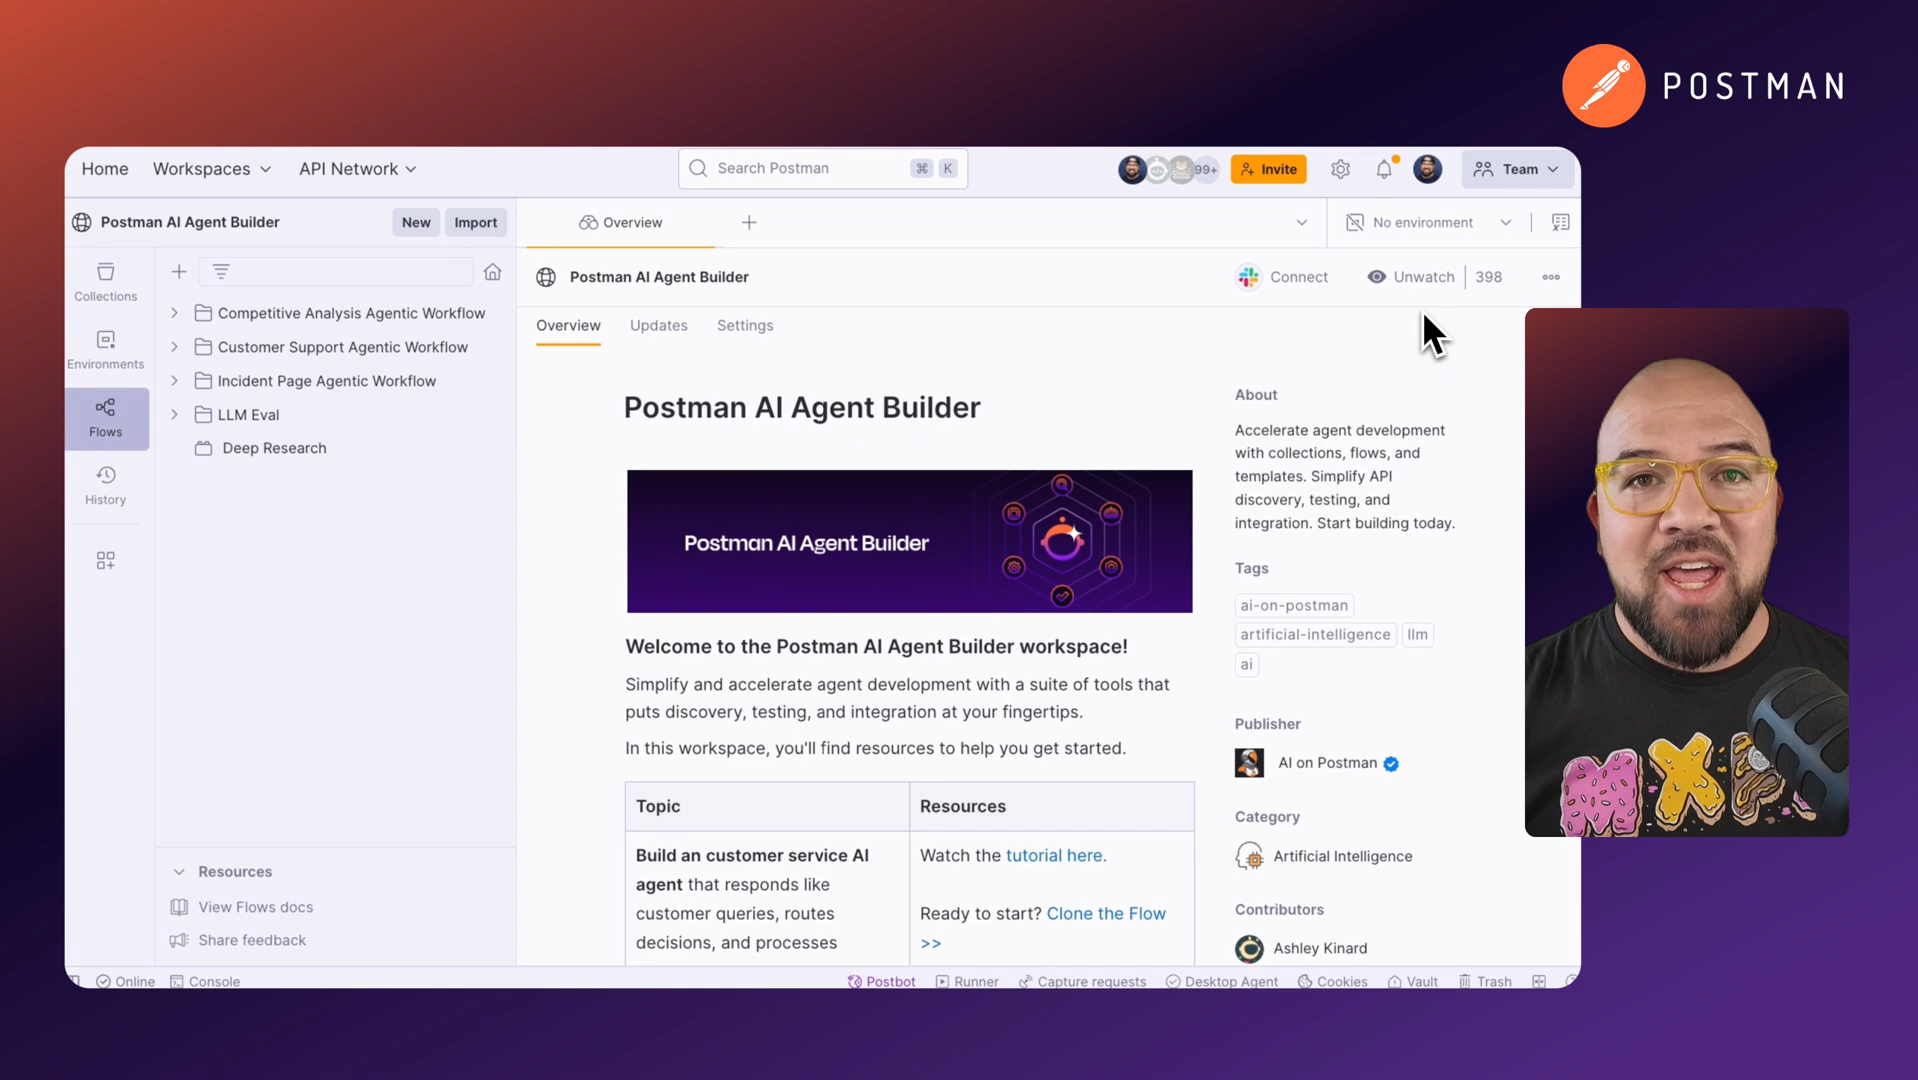 POSTMAN
Home Workspaces API Network
Search Postman ⌘ K
99+ Invite Team
Postman AI Agent Builder New Import
Overview
No environment
Collections
Environments
Flows
History
Competitive Analysis Agentic Workflow
Customer Support Agentic Workflow
Incident Page Agentic Workflow
LLM Eval
Deep Research
Resources
View Flows docs
Share feedback
Postman AI Agent Builder
Connect Unwatch 398
Overview Updates Settings
Postman AI Agent Builder
Postman AI Agent Builder
Welcome to the Postman AI Agent Builder workspace!
Simplify and accelerate agent development with a suite of tools that
puts discovery, testing, and integration at your fingertips.
In this workspace, you'll find resources to help you get started.
Topic Resources
Build an customer service AI
agent that responds like
customer queries, routes
decisions, and processes
Watch the tutorial here.
Ready to start? Clone the Flow
>>
About
Accelerate agent development
with collections, flows, and
templates. Simplify API
discovery, testing, and
integration. Start building today.
Tags
ai-on-postman
artificial-intelligence llm
ai
Publisher
AI on Postman
Category
Artificial Intelligence
Contributors
Ashley Kinard
Online Console
Postbot Runner Capture requests Desktop Agent Cookies Vault Trash